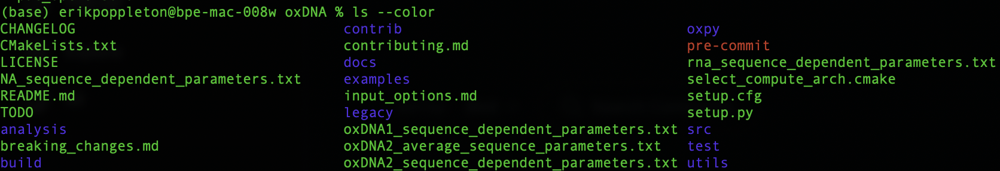 (base) erikpoppleton@bpe-mac-008w oxDNA % ls --color
CHANGELOG contrib oxpy
CMakeLists.txt contributing.md pre-commit
LICENSE docs rna_sequence_dependent_parameters.txt
NA_sequence_dependent_parameters.txt examples select_compute_arch.cmake
README.md input_options.md setup.cfg
TODO legacy setup.py
analysis oxDNA1_sequence_dependent_parameters.txt src
breaking_changes.md oxDNA2_average_sequence_parameters.txt test
build oxDNA2_sequence_dependent_parameters.txt utils